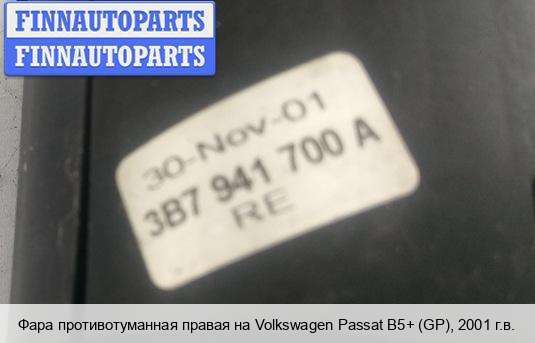 FINNAUTOPARTS
FINNAUTOPARTS
30-Nov-01
3B7 941 700 A
RE
Фара противотуманная правая на Volkswagen Passat B5+ (GP), 2001 г.в.